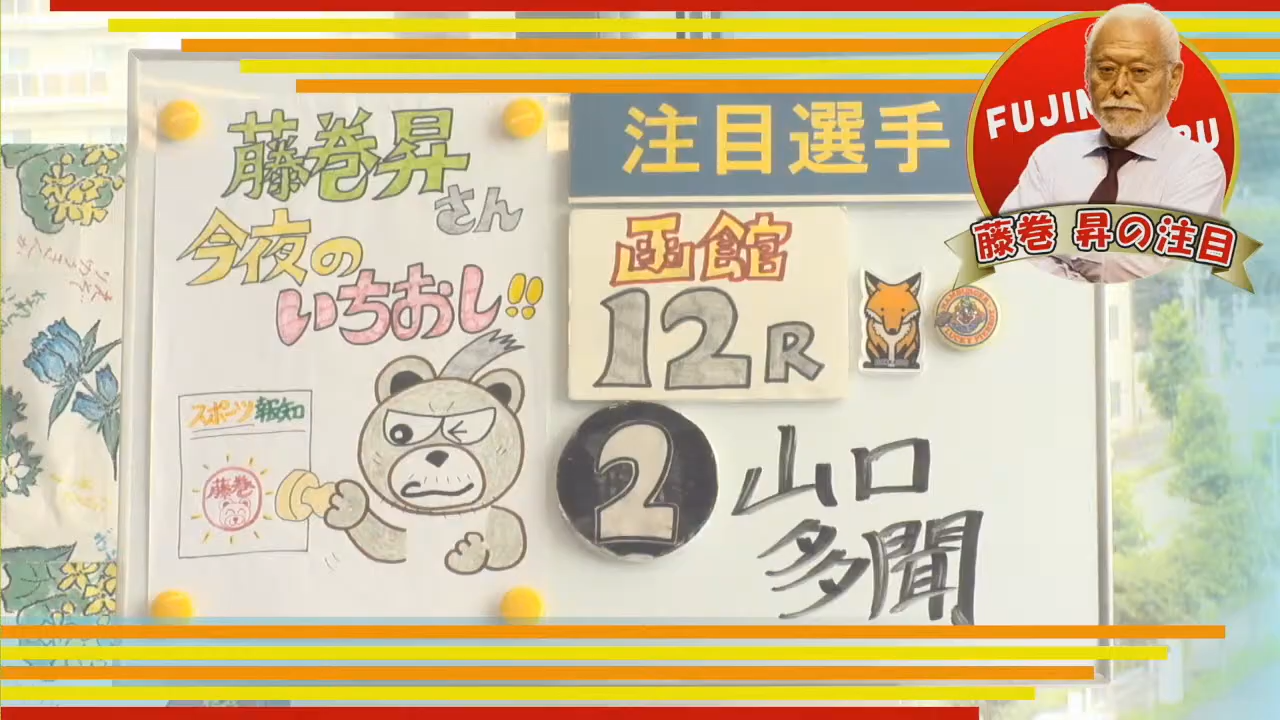 藤巻昇
さん
今夜の
いちおし!!
スポーツ報知
藤巻
注目選手
函館
12R
2
山口
多聞
藤巻 昇の注目